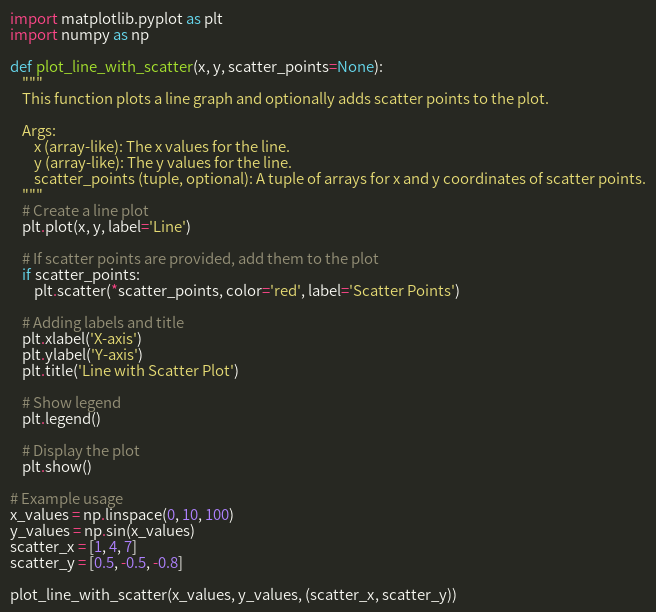 import matplotlib.pyplot as plt
import numpy as np

def plot_line_with_scatter(x, y, scatter_points=None):
    """
    This function plots a line graph and optionally adds scatter points to the plot.

    Args:
        x (array-like): The x values for the line.
        y (array-like): The y values for the line.
        scatter_points (tuple, optional): A tuple of arrays for x and y coordinates of scatter points.
    """
    # Create a line plot
    plt.plot(x, y, label='Line')

    # If scatter points are provided, add them to the plot
    if scatter_points:
        plt.scatter(*scatter_points, color='red', label='Scatter Points')

    # Adding labels and title
    plt.xlabel('X-axis')
    plt.ylabel('Y-axis')
    plt.title('Line with Scatter Plot')

    # Show legend
    plt.legend()

    # Display the plot
    plt.show()

# Example usage
x_values = np.linspace(0, 10, 100)
y_values = np.sin(x_values)
scatter_x = [1, 4, 7]
scatter_y = [0.5, -0.5, -0.8]

plot_line_with_scatter(x_values, y_values, (scatter_x, scatter_y))